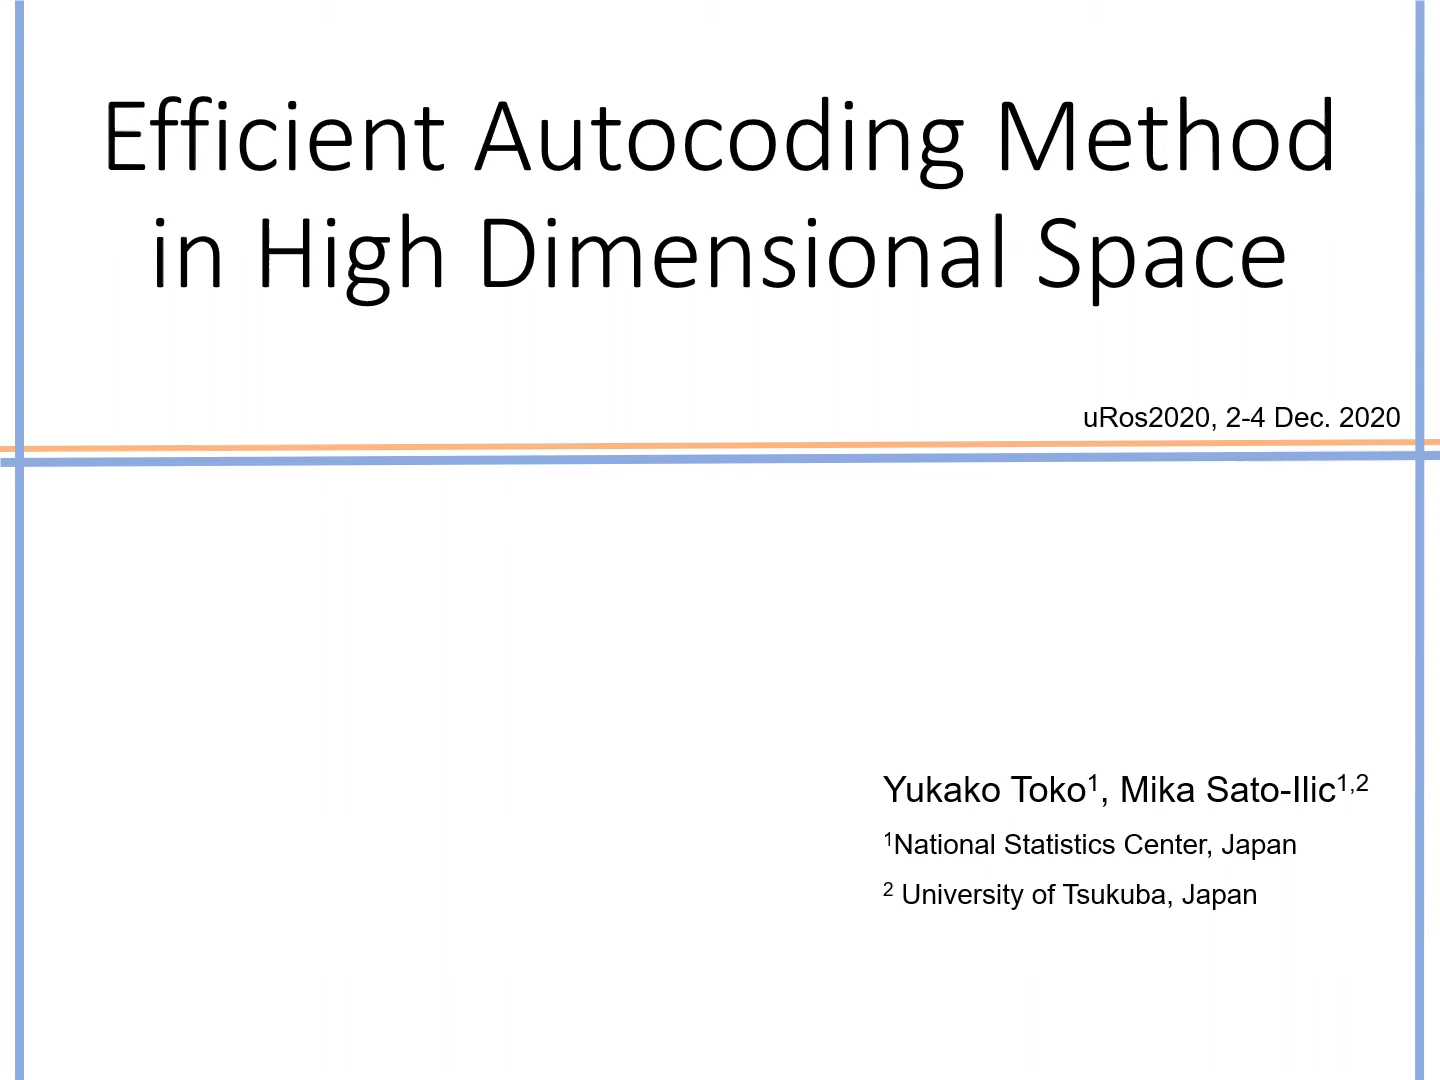 Efficient Autocoding Method
in High Dimensional Space
uRos2020, 2-4 Dec. 2020
Yukako Toko¹, Mika Sato-Ilic¹,²
¹National Statistics Center, Japan
² University of Tsukuba, Japan